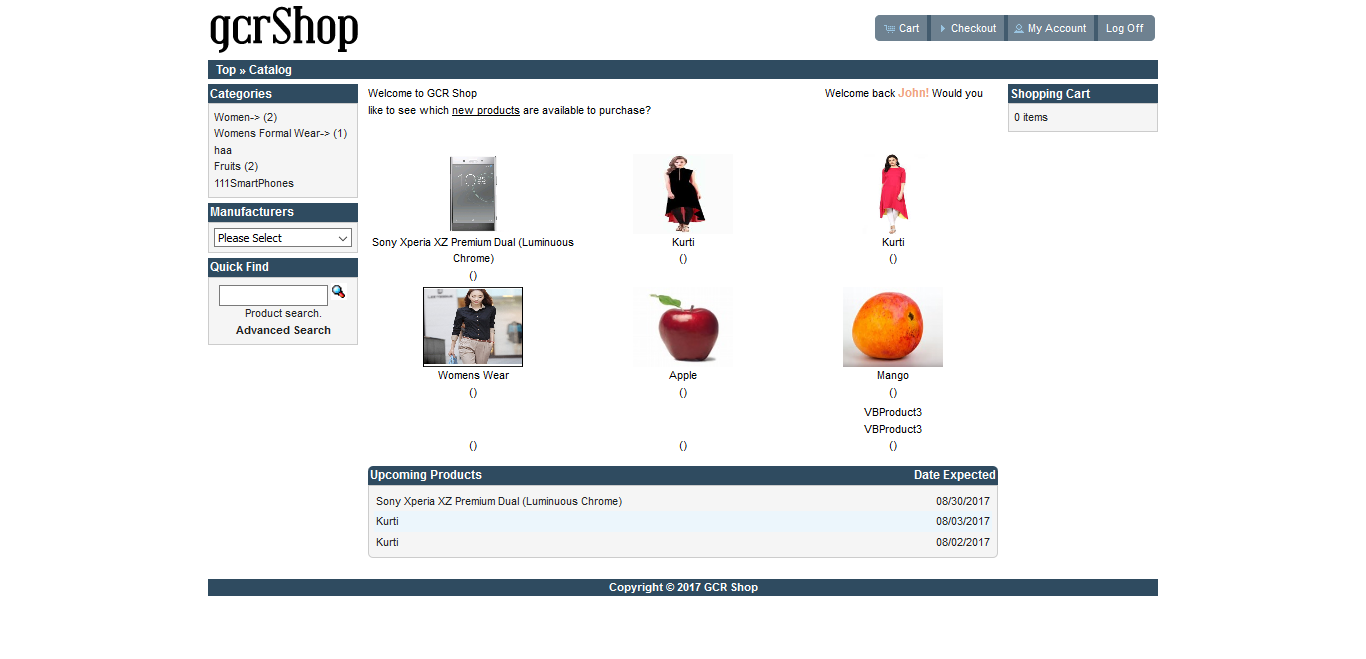 gcrShop
Cart
Checkout
My Account
Log Off
Top » Catalog
Categories
Women-> (2)
Womens Formal Wear-> (1)
haa
Fruits (2)
111SmartPhones
Manufacturers
Please Select
Quick Find
Product search.
Advanced Search
Welcome to GCR Shop
Welcome back John! Would you
like to see which new products are available to purchase?
Sony Xperia XZ Premium Dual (Luminuous
Chrome)
()
Kurti
()
Kurti
()
Womens Wear
()
Apple
()
Mango
()
()
()
VBProduct3
VBProduct3
()
Upcoming Products
Date Expected
Sony Xperia XZ Premium Dual (Luminuous Chrome)
08/30/2017
Kurti
08/03/2017
Kurti
08/02/2017
Shopping Cart
0 items
Copyright © 2017 GCR Shop